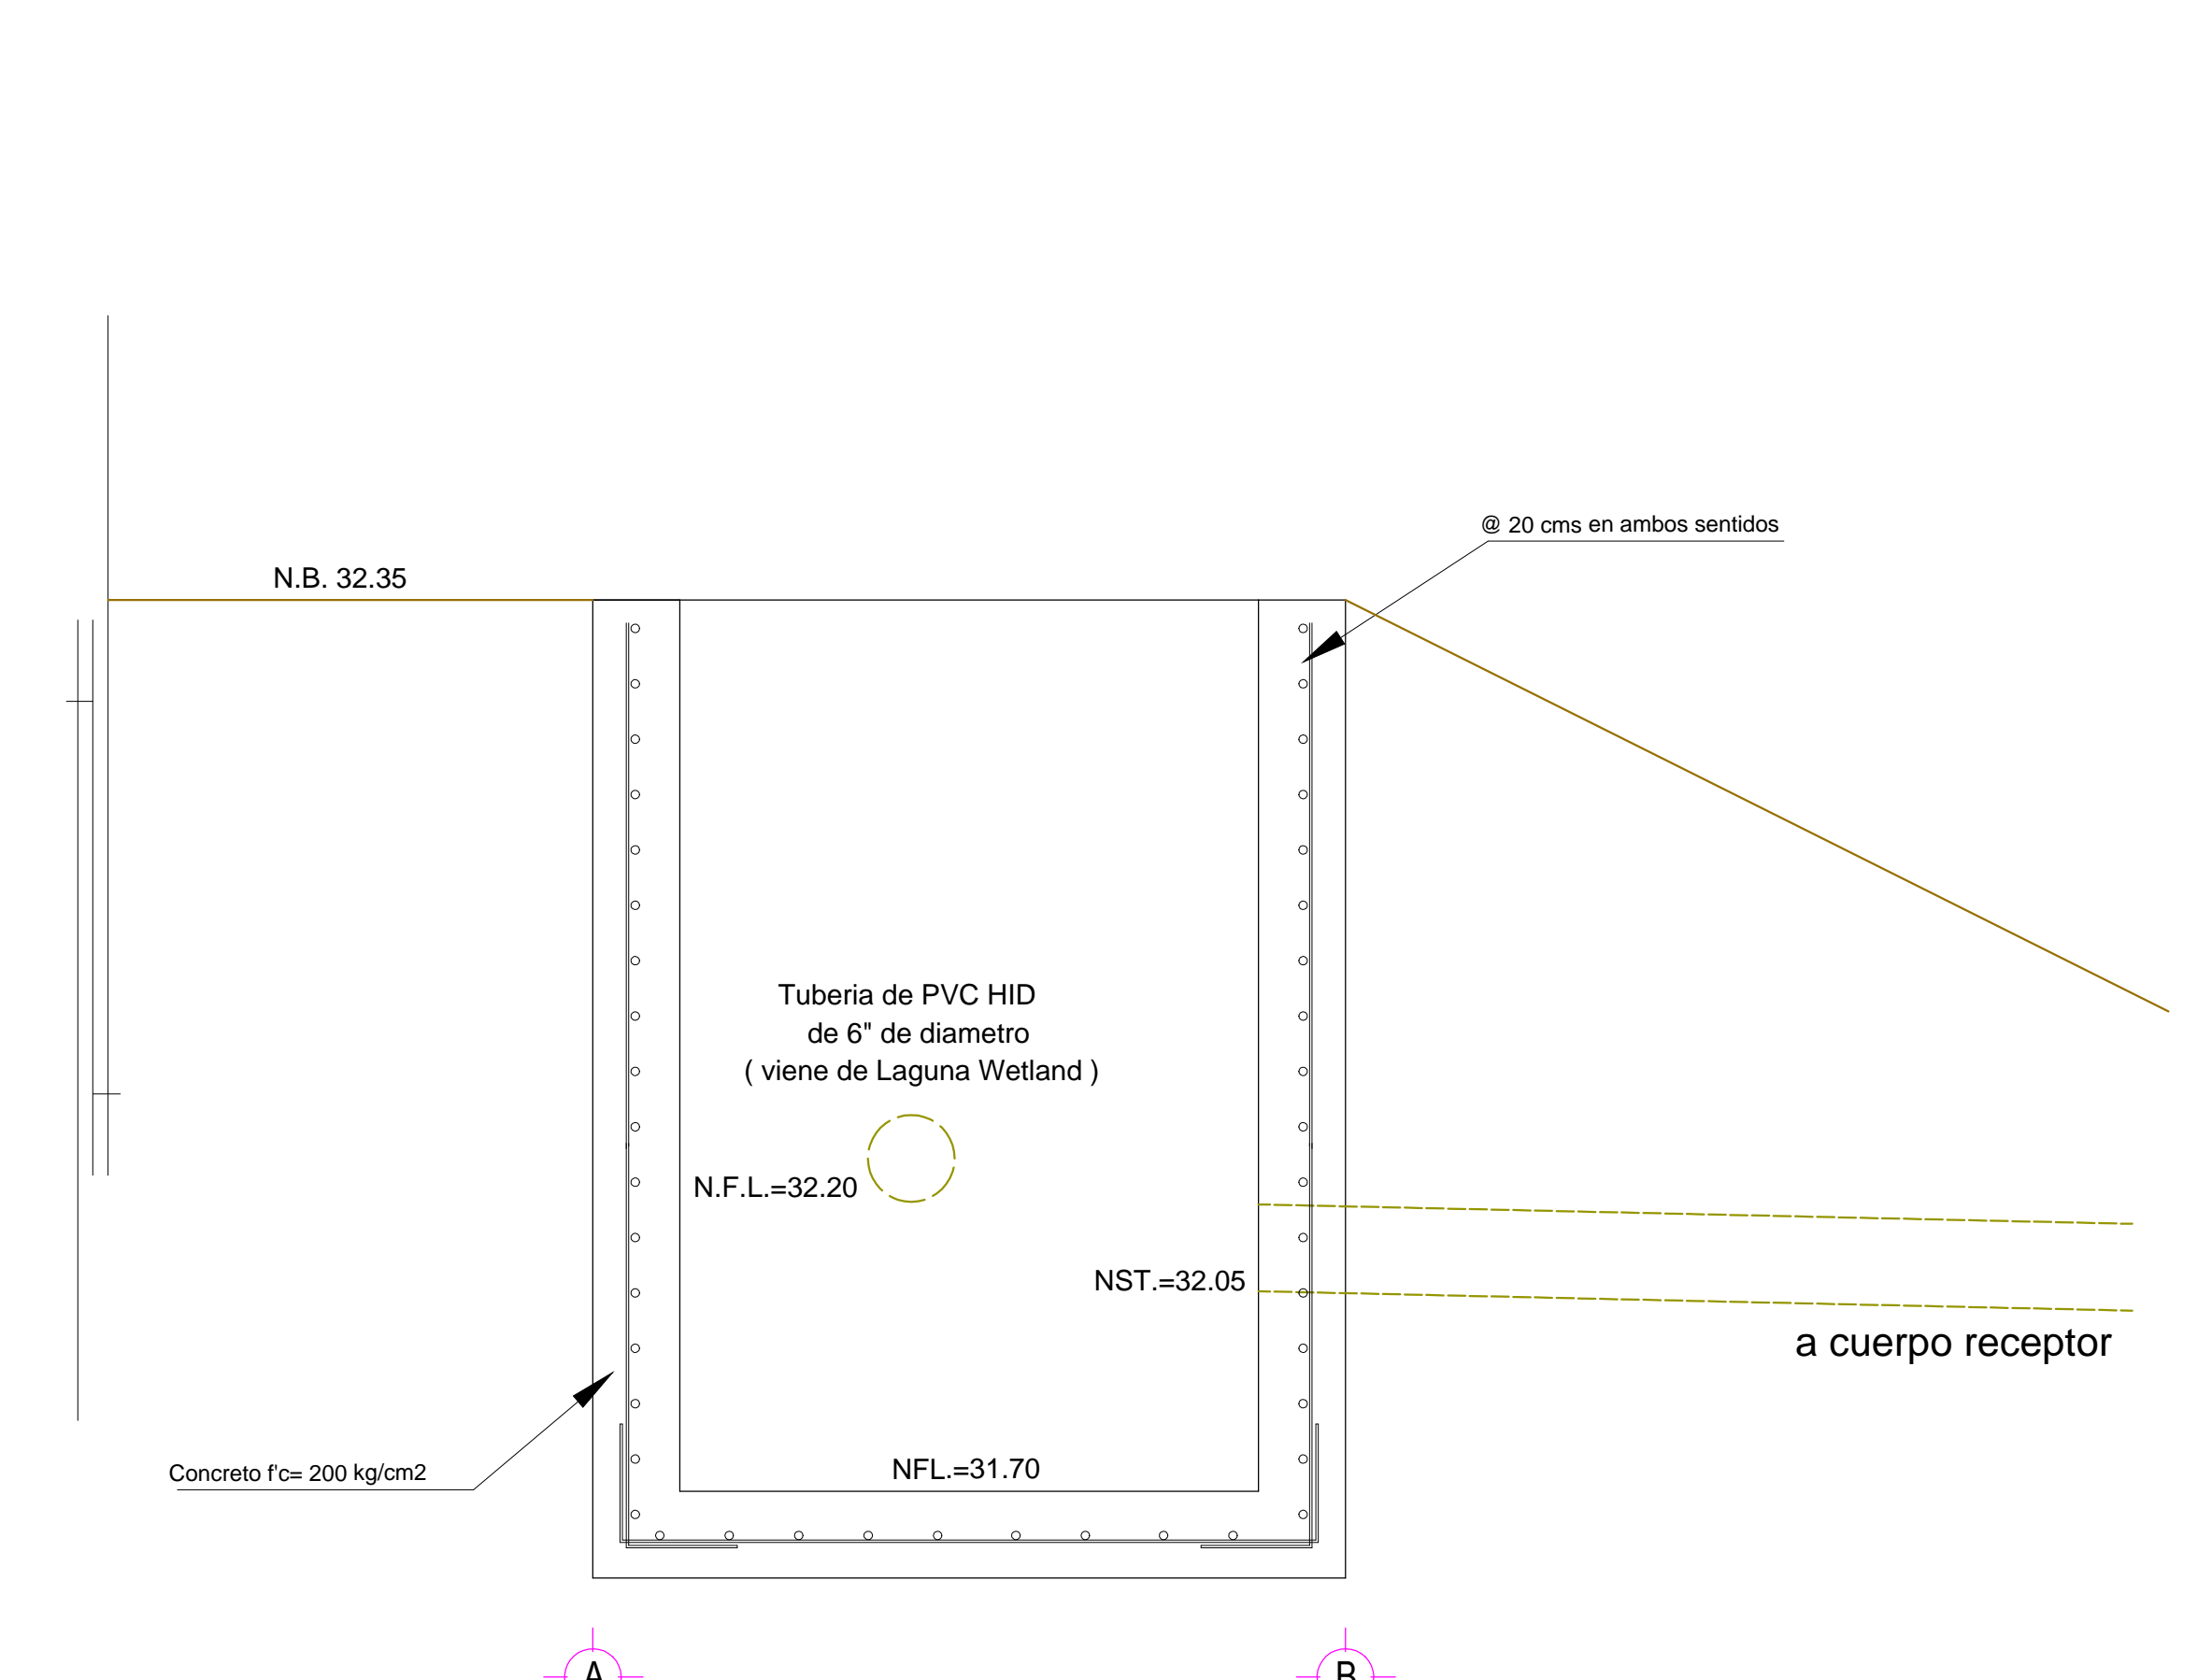 @ 20 cms en ambos sentidos
N.B. 32.35
Tuberia de PVC HID
de 6" de diametro
( viene de Laguna Wetland )
N.F.L.=32.20
NST.=32.05
a cuerpo receptor
NFL.=31.70
Concreto f'c= 200 kg/cm2
A
B